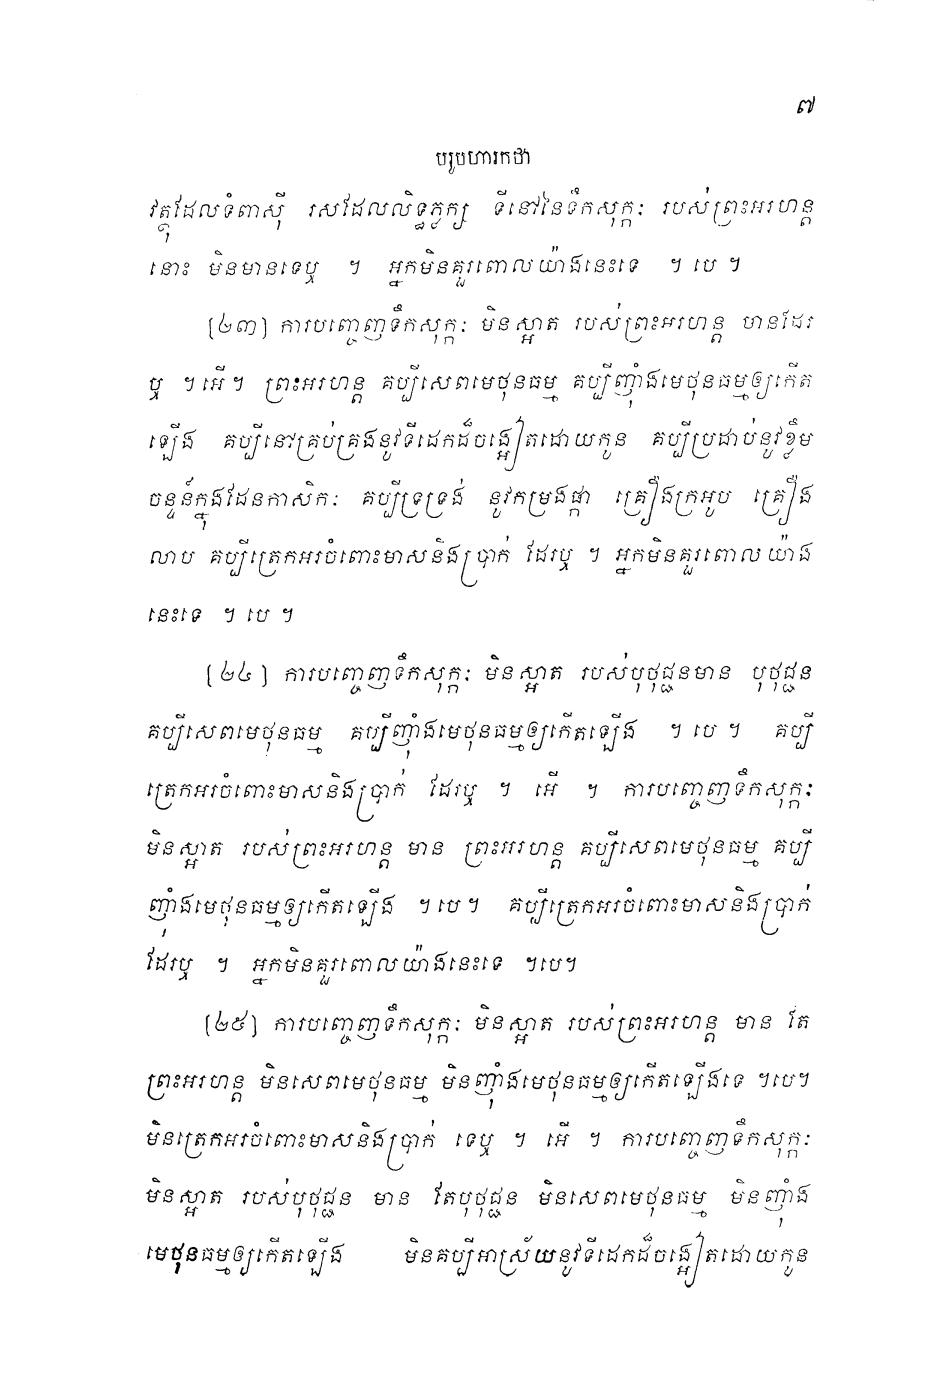 ៧
បរូបហារកថា
វត្ថុដែលទំពាស៊ី រសដែលលិទ្ធភ្លក្ស ទីនៅនៃទឹកសុក្កៈ របស់ព្រះអរហន្ត
នោះ មិនមានទេឬ ។ អ្នកមិនគួរពោលយ៉ាងនេះទេ ។ បេ ។
(២៣) ការបញ្ចេញទឹកសុក្កៈ មិនស្អាត របស់ព្រះអរហន្ត មានដែរ
ឬ ។ អើ ។ ព្រះអរហន្ត គប្បីសេពមេថុនធម្ម គប្បីញ៉ាំងមេថុនធម្មឲ្យកើត
ឡើង គប្បីនៅគ្រប់គ្រងនូវទីដេកដ៏ចង្អៀតដោយកូន គប្បីប្រដាប់នូវខ្លឹម
ចន្ទន៍ក្នុងដែនកាសិកៈ គប្បីទ្រទ្រង់ នូវកម្រងផ្កា គ្រឿងក្រអូប គ្រឿង
លាប គប្បីត្រេកអរចំពោះមាសនិងប្រាក់ ដែរឬ ។ អ្នកមិនគួរពោលយ៉ាង
នេះទេ ។ បេ ។
(២៤) ការបញ្ចេញទឹកសុក្កៈ មិនស្អាត របស់បុថុជ្ជនមាន បុថុជ្ជន
គប្បីសេពមេថុនធម្ម គប្បីញ៉ាំងមេថុនធម្មឲ្យកើតឡើង ។ បេ ។ គប្បី
ត្រេកអរចំពោះមាសនិងប្រាក់ ដែរឬ ។ អើ ។ ការបញ្ចេញទឹកសុក្កៈ
មិនស្អាត របស់ព្រះអរហន្ត មាន ព្រះអរហន្ត គប្បីសេពមេថុនធម្ម គប្បី
ញ៉ាំងមេថុនធម្មឲ្យកើតឡើង ។ បេ ។ គប្បីត្រេកអរចំពោះមាសនិងប្រាក់
ដែរឬ ។ អ្នកមិនគួរពោលយ៉ាងនេះទេ ។បេ។
(២៥) ការបញ្ចេញទឹកសុក្កៈ មិនស្អាត របស់ព្រះអរហន្ត មាន តែ
ព្រះអរហន្ត មិនសេពមេថុនធម្ម មិនញ៉ាំងមេថុនធម្មឲ្យកើតឡើងទេ ។បេ។
មិនត្រេកអរចំពោះមាសនិងប្រាក់ ទេឬ ។ អើ ។ ការបញ្ចេញទឹកសុក្កៈ
មិនស្អាត របស់បុថុជ្ជន មាន តែបុថុជ្ជន មិនសេពមេថុនធម្ម មិនញ៉ាំង
មេថុនធម្មឲ្យកើតឡើង មិនគប្បីអាស្រ័យនូវទីដេកដ៏ចង្អៀតដោយកូន